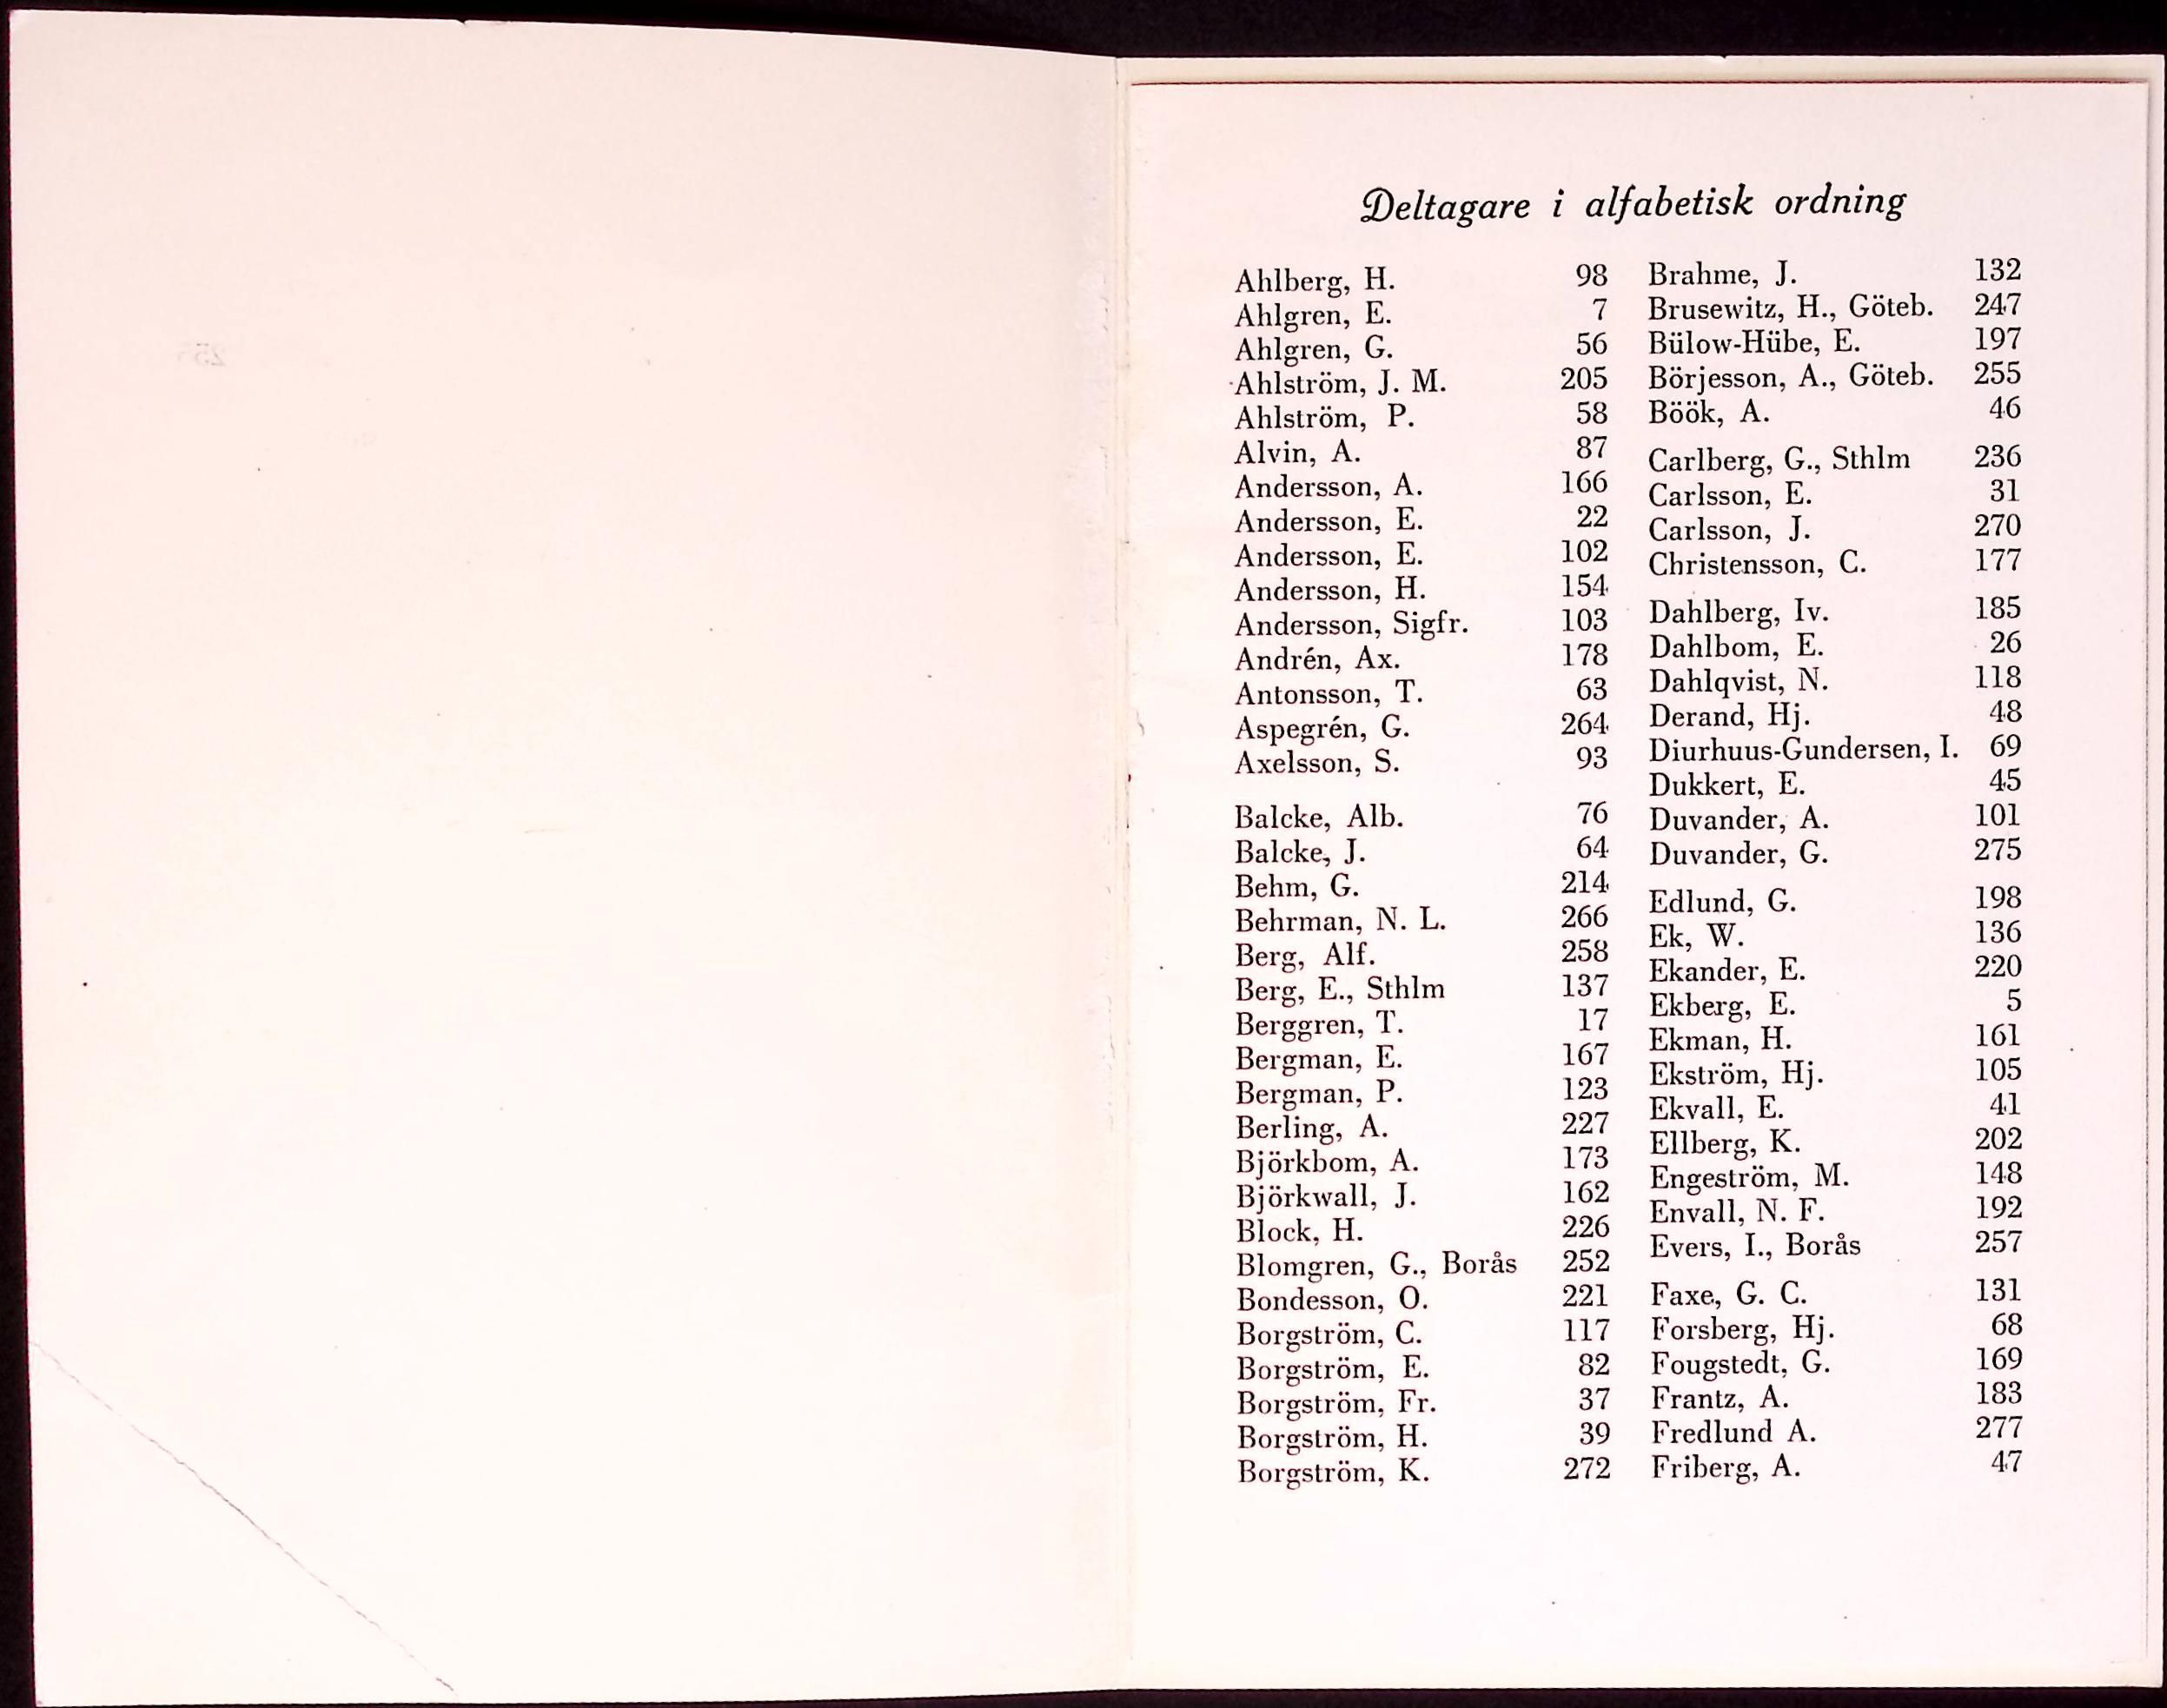 Deltagare i alfabetisk ordning
Ahlberg, H. 98
Ahlgren, E. 7
Ahlgren, G. 56
Ahlström, J. M. 205
Ahlström, P. 58
Alvin, A. 87
Andersson, A. 166
Andersson, E. 22
Andersson, E. 102
Andersson, H. 154
Andersson, Sigfr. 103
Andrén, Ax. 178
Antonsson, T. 63
Aspegrén, G. 264
Axelsson, S. 93
Balcke, Alb. 76
Balcke, J. 64
Behm, G. 214
Behrman, N. L. 266
Berg, Alf. 258
Berg, E., Sthlm 137
Berggren, T. 17
Bergman, E. 167
Bergman, P. 123
Berling, A. 227
Björkbom, A. 173
Björkwall, J. 162
Block, H. 226
Blomgren, G., Borås 252
Bondesson, O. 221
Borgström, C. 117
Borgström, E. 82
Borgström, Fr. 37
Borgström, H. 39
Borgström, K. 272
Brahme, J. 132
Brusewitz, H., Göteb. 247
Bülow-Hübe, E. 197
Börjesson, A., Göteb. 255
Böök, A. 46
Carlberg, G., Sthlm 236
Carlsson, E. 31
Carlsson, J. 270
Christensson, C. 177
Dahlberg, Iv. 185
Dahlbom, E. 26
Dahlqvist, N. 118
Derand, Hj. 48
Diurhuus-Gundersen, I. 69
Dukkert, E. 45
Duvander, A. 101
Duvander, G. 275
Edlund, G. 198
Ek, W. 136
Ekander, E. 220
Ekberg, E. 5
Ekman, H. 161
Ekström, Hj. 105
Ekvall, E. 41
Ellberg, K. 202
Engeström, M. 148
Envall, N. F. 192
Evers, I., Borås 257
Faxe, G. C. 131
Forsberg, Hj. 68
Fougstedt, G. 169
Frantz, A. 183
Fredlund A. 277
Friberg, A. 47